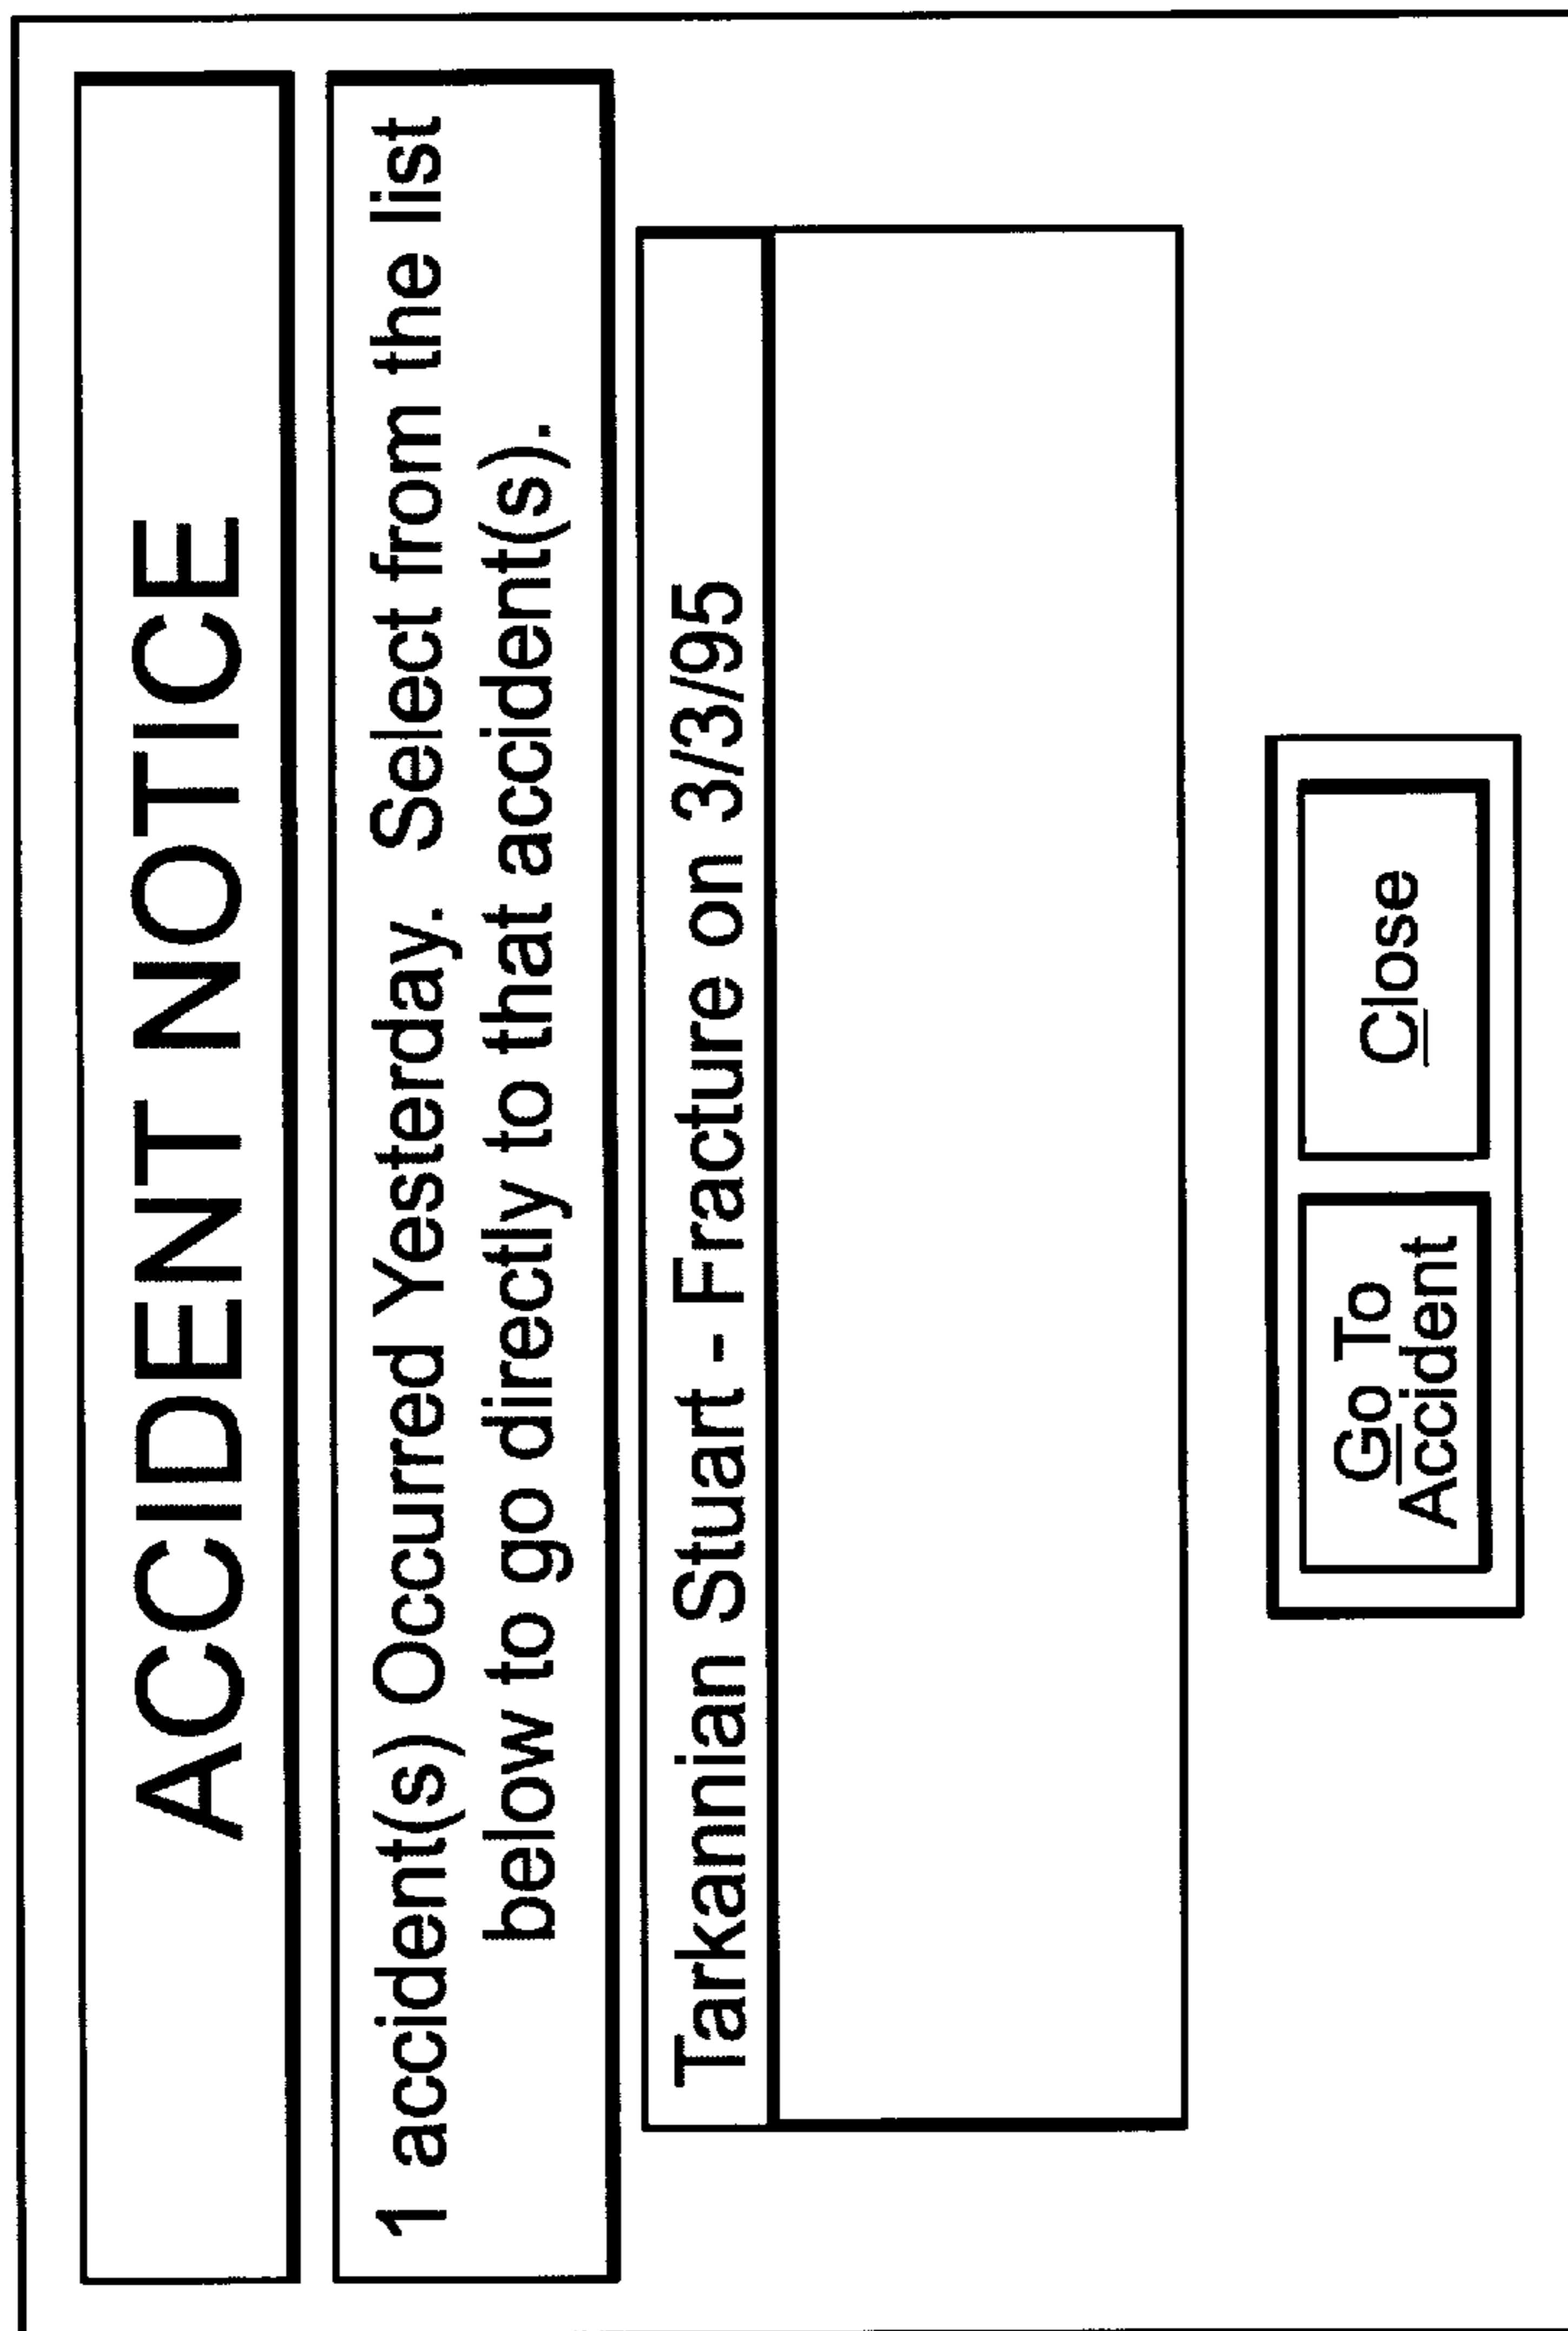 ACCIDENT NOTICE
1 accident(s) Occurred Yesterday.  Select from the list
below to go directly to that accident(s).
Tarkannian Stuart - Fracture on 3/3/95
Go To
Accident
Close